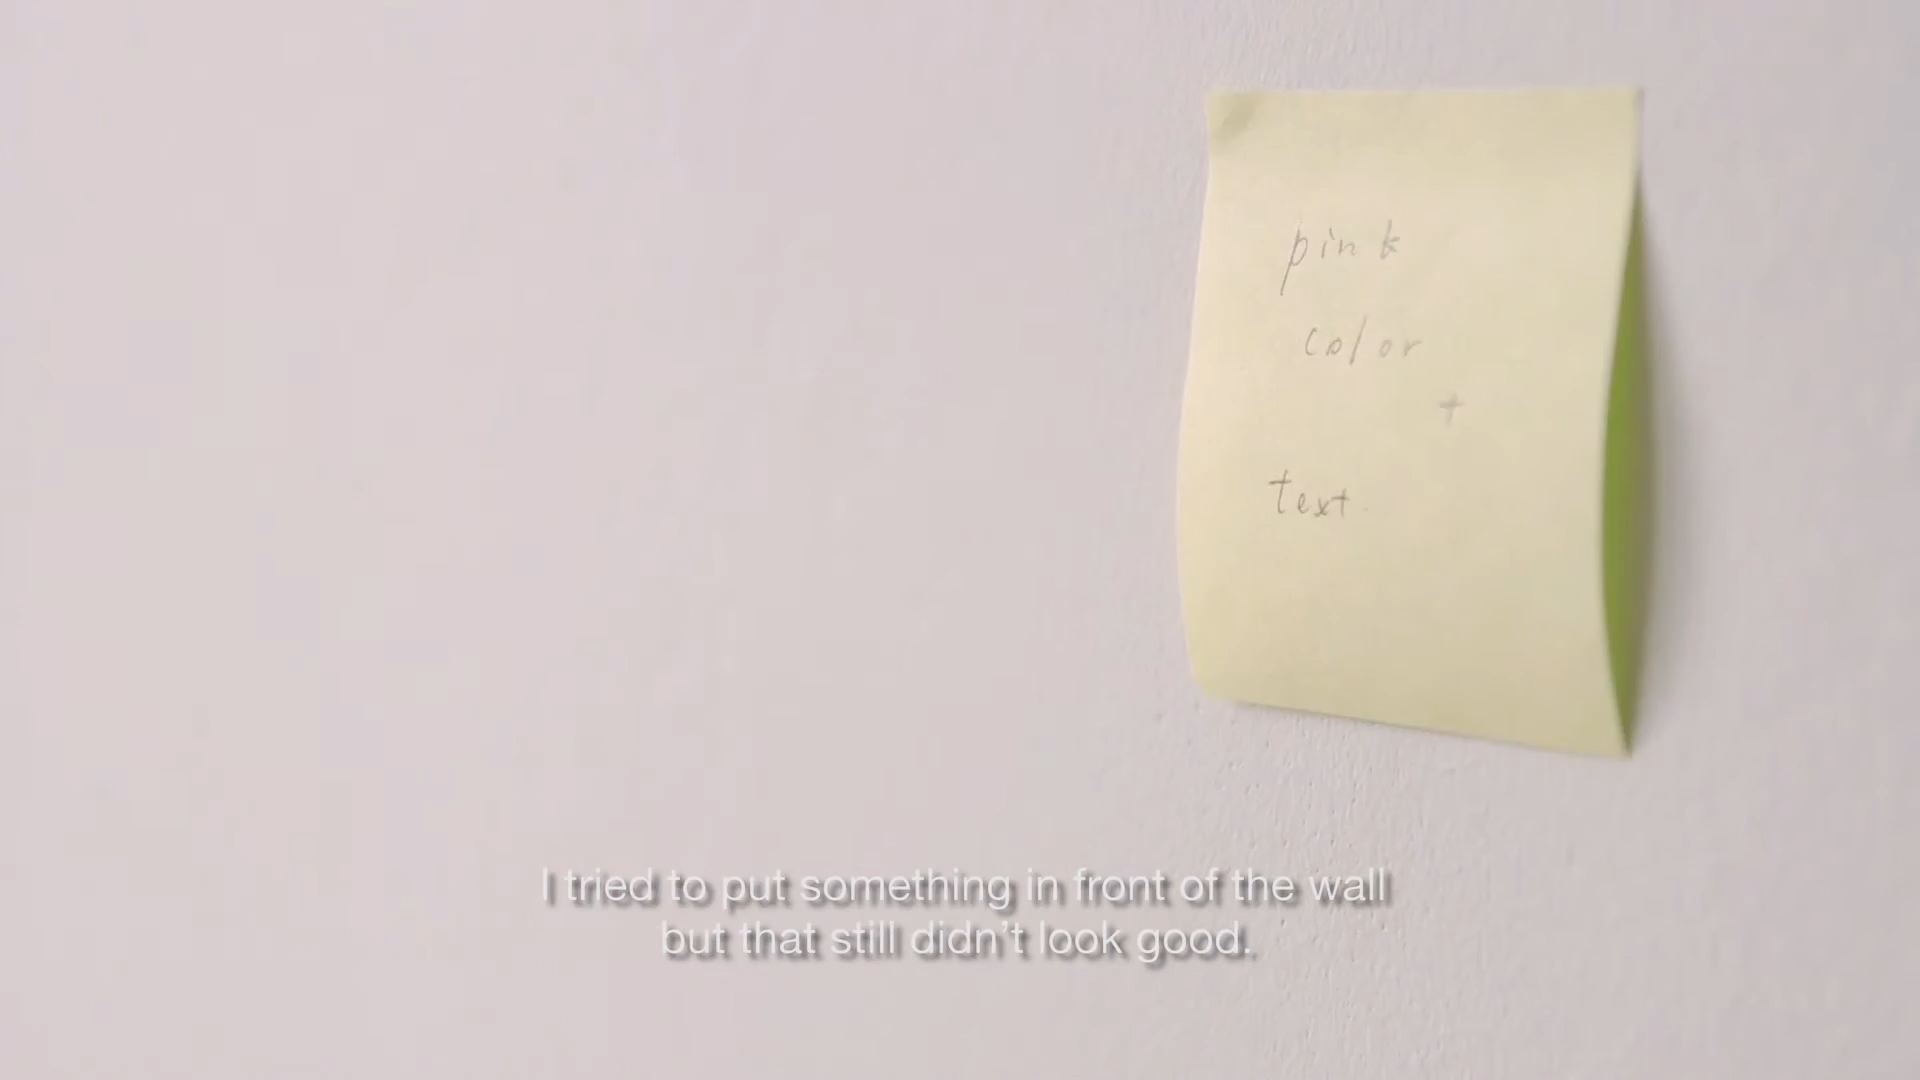 pink
color
+
text.
I tried to put something in front of the wall
but that still didn't look good.